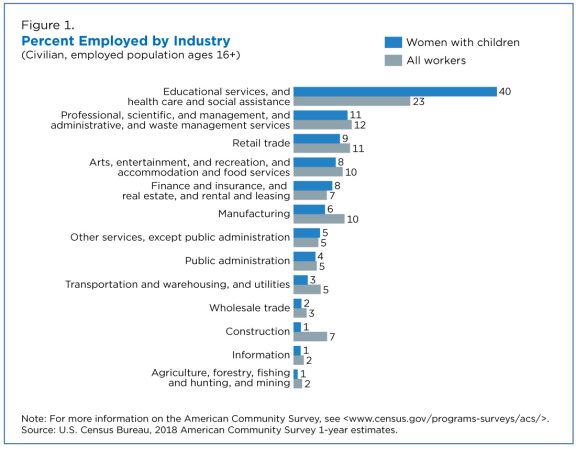 Figure 1.
Percent Employed by Industry
(Civilian, employed population ages 16+)
Women with children
All workers
Educational services, and
health care and social assistance
40
23
Professional, scientific, and management, and
administrative, and waste management services
11
12
Retail trade
9
11
Arts, entertainment, and recreation, and
accommodation and food services
8
10
Finance and insurance, and
real estate, and rental and leasing
8
7
Manufacturing
6
10
Other services, except public administration
5
5
Public administration
4
5
Transportation and warehousing, and utilities
3
5
Wholesale trade
2
3
Construction
1
7
Information
1
2
Agriculture, forestry, fishing
and hunting, and mining
1
2
Note: For more information on the American Community Survey, see <www.census.gov/programs-surveys/acs/>.
Source: U.S. Census Bureau, 2018 American Community Survey 1-year estimates.